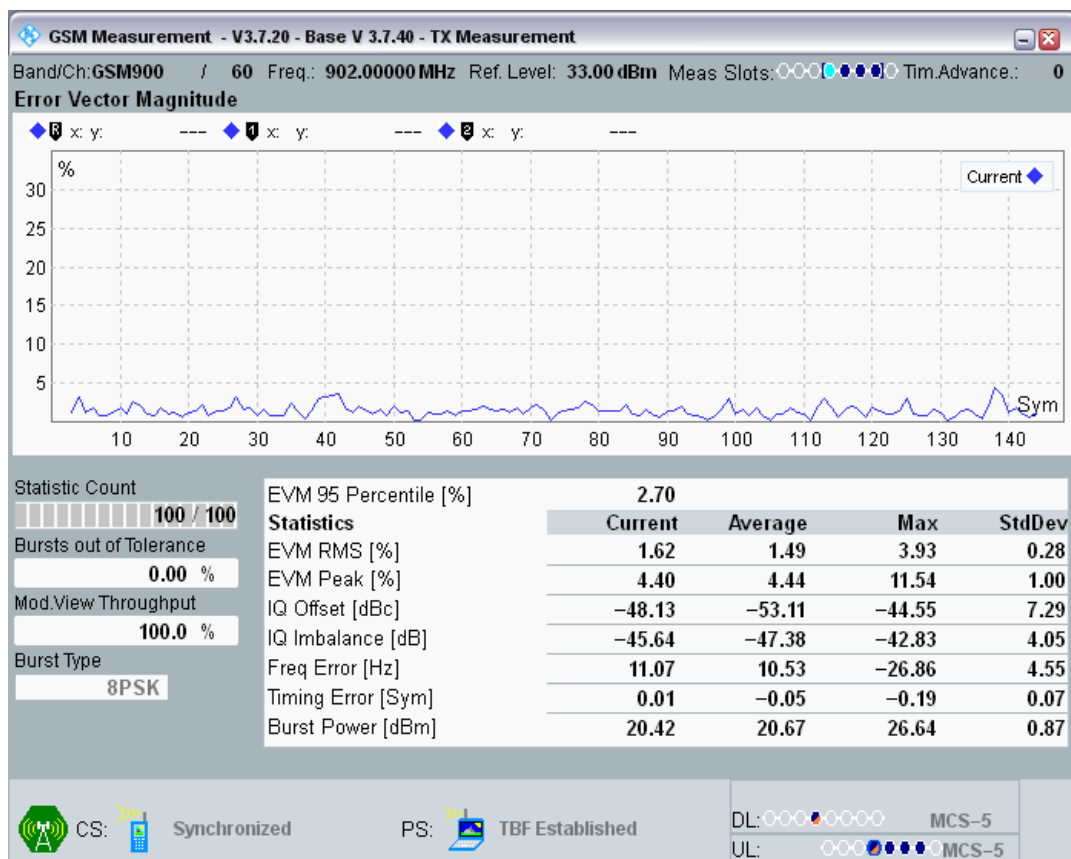 GSM Measurement - V3.7.20 - Base V 3.7.40 - TX Measurement
Band/Ch:GSM900 / 60 Freq.: 902.00000 MHz Ref. Level: 33.00 dBm Meas Slots: Tim.Advance.: 0
Error Vector Magnitude
R x: y: --- 1 x: y: --- 2 x: y: ---
%
Current
30
25
20
15
10
5
Sym
10 20 30 40 50 60 70 80 90 100 110 120 130 140
Statistic Count
100 / 100
Bursts out of Tolerance
0.00 %
Mod.View Throughput
100.0 %
Burst Type
8PSK
EVM 95 Percentile [%] 2.70
Statistics Current Average Max StdDev
EVM RMS [%] 1.62 1.49 3.93 0.28
EVM Peak [%] 4.40 4.44 11.54 1.00
IQ Offset [dBc] −48.13 −53.11 −44.55 7.29
IQ Imbalance [dB] −45.64 −47.38 −42.83 4.05
Freq Error [Hz] 11.07 10.53 −26.86 4.55
Timing Error [Sym] 0.01 −0.05 −0.19 0.07
Burst Power [dBm] 20.42 20.67 26.64 0.87
CS: Synchronized PS: TBF Established
DL: MCS−5
UL: MCS−5